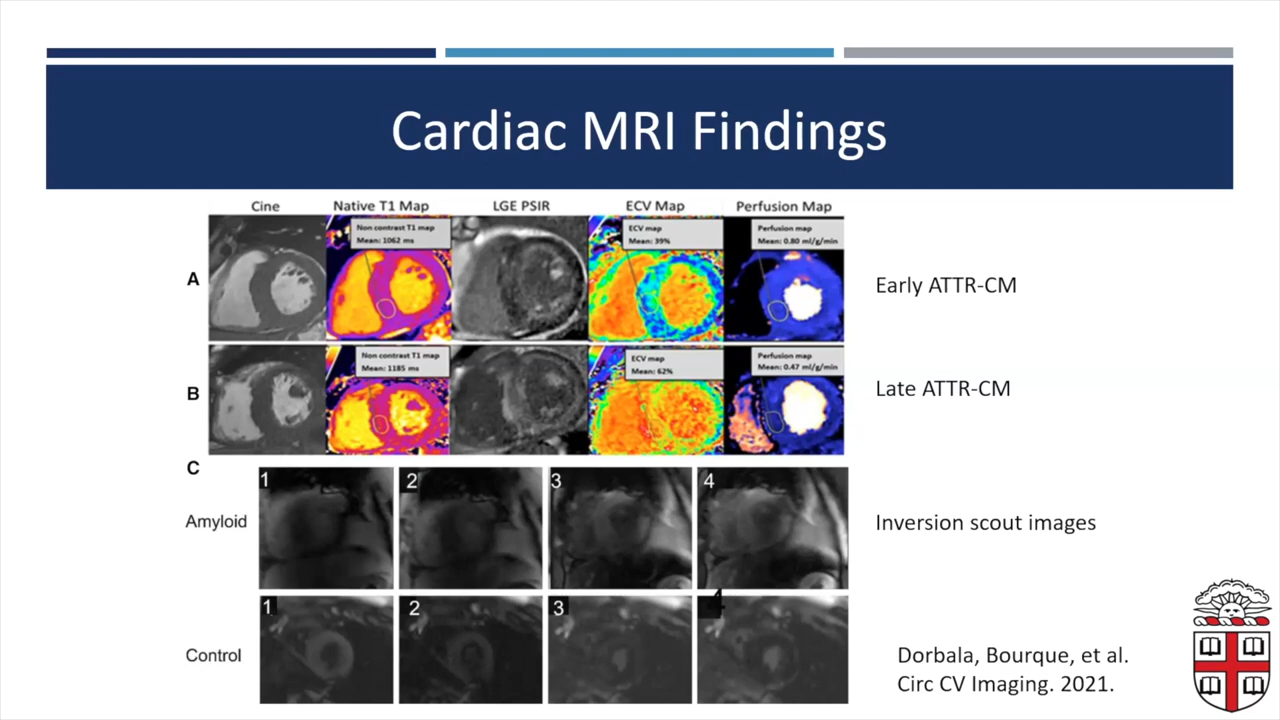 Cardiac MRI Findings
Cine Native T1 Map LGE PSIR ECV Map Perfusion Map
A
Non contrast T1 map
Mean: 1062 ms
ECV map
Mean: 39%
Perfusion map
Mean: 0.80 ml/g/min
Early ATTR-CM
B
Non contrast T1 map
Mean: 1185 ms
ECV map
Mean: 62%
Perfusion map
Mean: 0.47 ml/g/min
Late ATTR-CM
C
1 2 3 4
Amyloid
Inversion scout images
1 2 3 4
Control
Dorbala, Bourque, et al.
Circ CV Imaging. 2021.